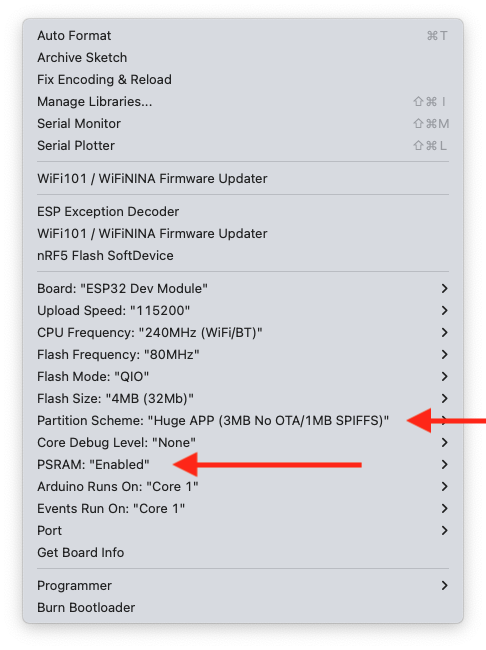 Auto Format ⌘T
Archive Sketch
Fix Encoding & Reload
Manage Libraries... ⇧⌘ I
Serial Monitor ⇧⌘M
Serial Plotter ⇧⌘L
WiFi101 / WiFiNINA Firmware Updater
ESP Exception Decoder
WiFi101 / WiFiNINA Firmware Updater
nRF5 Flash SoftDevice
Board: "ESP32 Dev Module"
Upload Speed: "115200"
CPU Frequency: "240MHz (WiFi/BT)"
Flash Frequency: "80MHz"
Flash Mode: "QIO"
Flash Size: "4MB (32Mb)"
Partition Scheme: "Huge APP (3MB No OTA/1MB SPIFFS)"
Core Debug Level: "None"
PSRAM: "Enabled"
Arduino Runs On: "Core 1"
Events Run On: "Core 1"
Port
Get Board Info
Programmer
Burn Bootloader